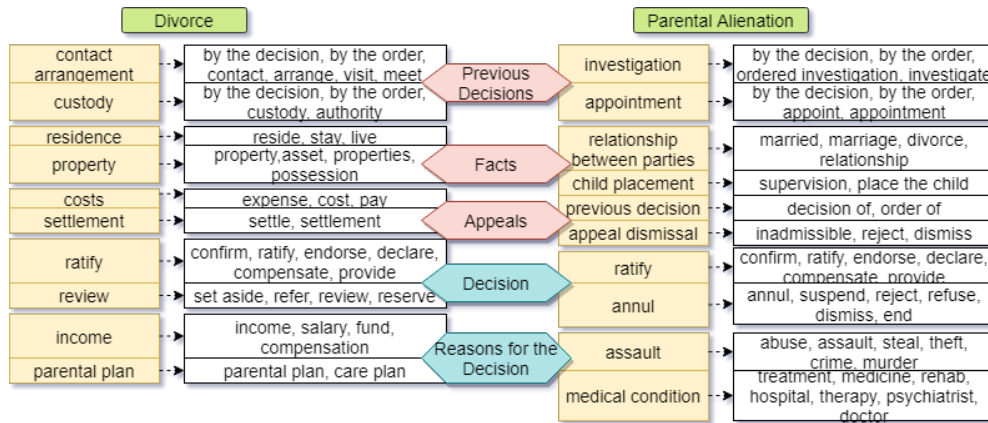 Divorce
Parental Alienation
contact
arrangement
by the decision, by the order,
contact, arrange, visit, meet
custody
by the decision, by the order,
custody, authority
Previous
Decisions
investigation
by the decision, by the order,
ordered investigation, investigate
appointment
by the decision, by the order,
appoint, appointment
residence
reside, stay, live
property
property,asset, properties,
possession
Facts
relationship
between parties
married, marriage, divorce,
relationship
child placement
supervision, place the child
costs
expense, cost, pay
settlement
settle, settlement
Appeals
previous decision
decision of, order of
appeal dismissal
inadmissible, reject, dismiss
ratify
confirm, ratify, endorse, declare,
compensate, provide
review
set aside, refer, review, reserve
Decision
ratify
confirm, ratify, endorse, declare,
compensate, provide
annul
annul, suspend, reject, refuse,
dismiss, end
income
income, salary, fund,
compensation
parental plan
parental plan, care plan
Reasons for the
Decision
assault
abuse, assault, steal, theft,
crime, murder
medical condition
treatment, medicine, rehab,
hospital, therapy, psychiatrist,
doctor